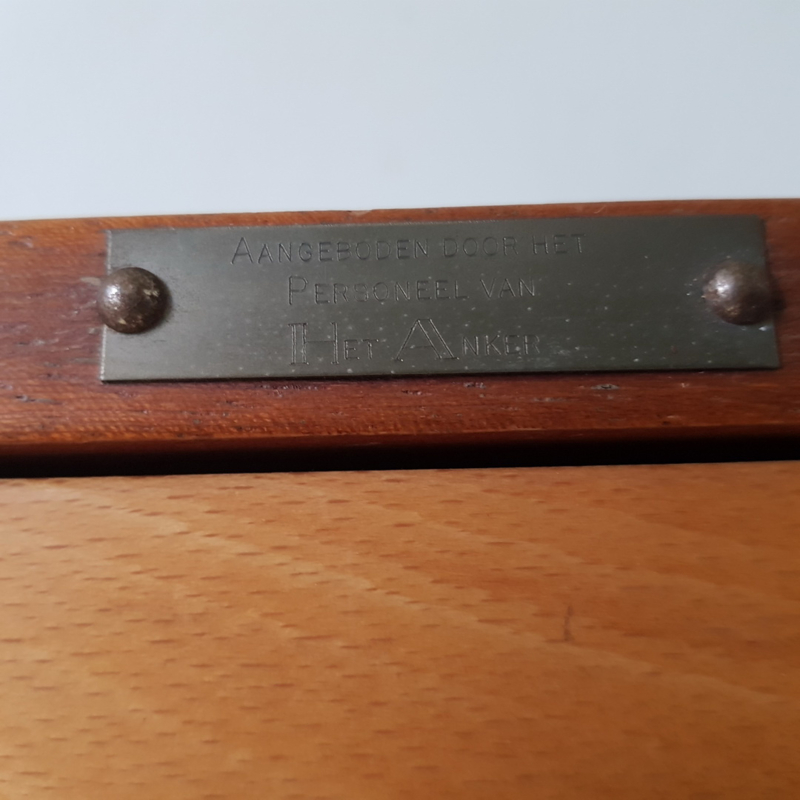 AANGEBODEN DOOR HET
PERSONEEL VAN
HET ANKER